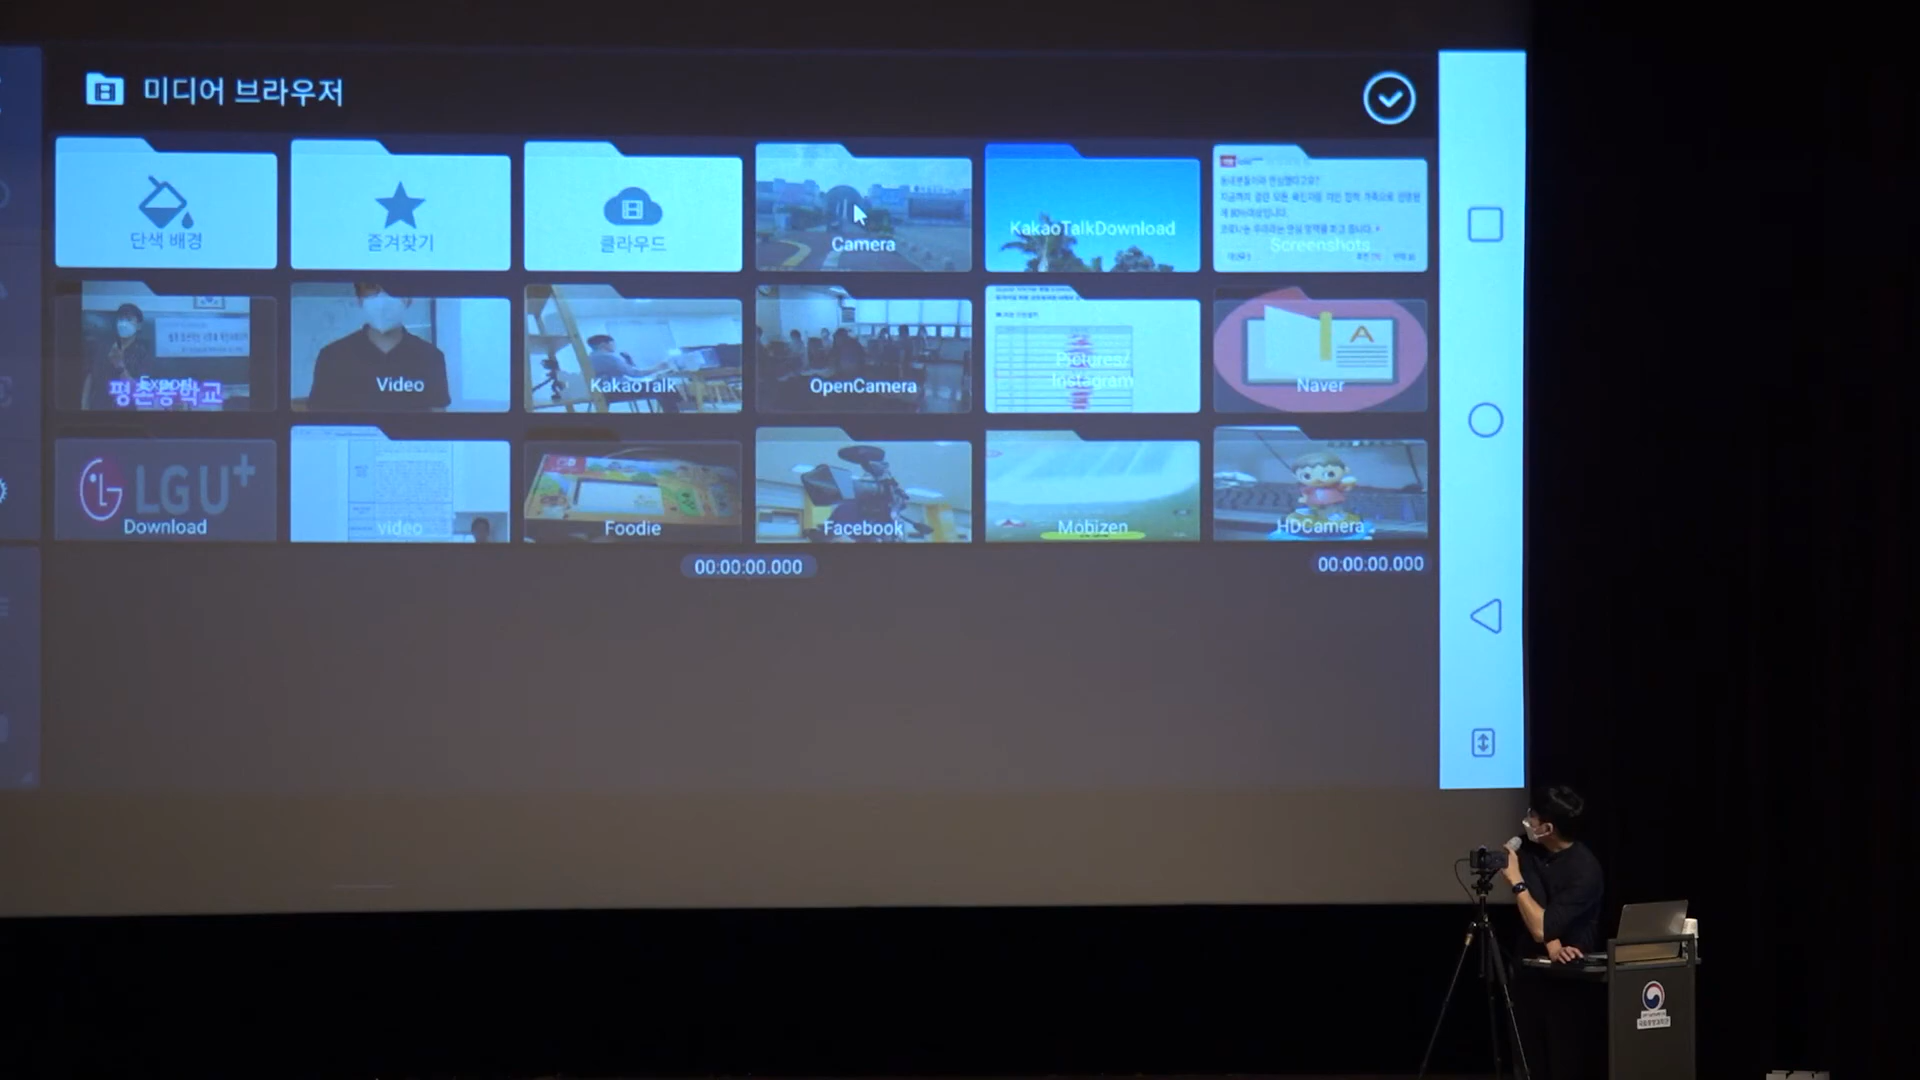 미디어 브라우저
단색 배경
즐겨찾기
클라우드
Camera
KakaoTalkDownload
Screenshots
Export
평촌중학교
Video
KakaoTalk
OpenCamera
Pictures/
Instagram
A
Naver
LG U+
Download
video
Foodie
Facebook
Mobizen
HDCamera
00:00:00.000
00:00:00.000